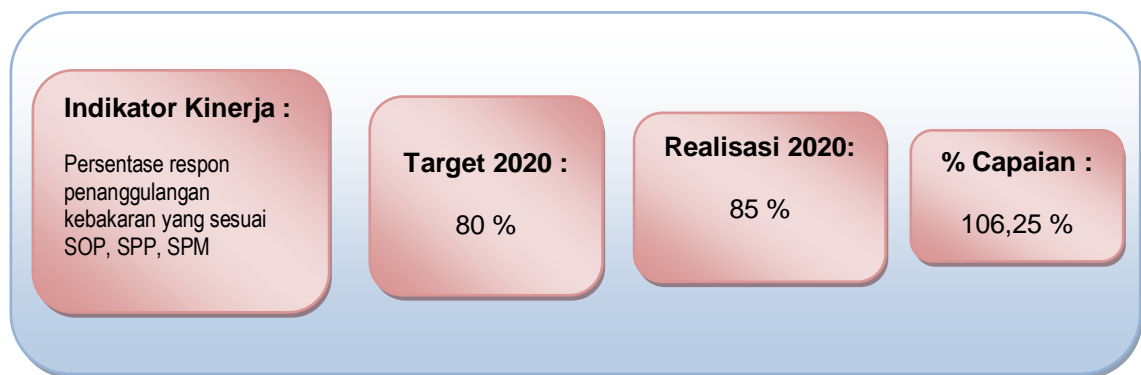 Indikator Kinerja :
Persentase respon
penanggulangan
kebakaran yang sesuai
SOP, SPP, SPM
Target 2020 :
80 %
Realisasi 2020:
85 %
% Capaian :
106,25 %